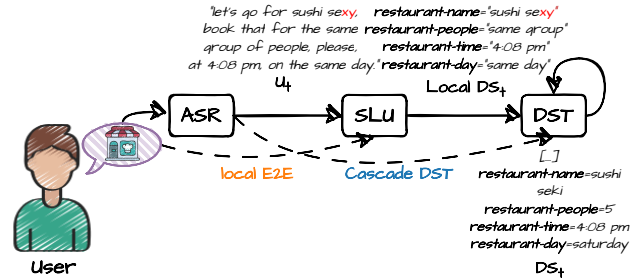 "let's go for sushi sexy, restaurant-name="sushi sexy"
book that for the same restaurant-people="same group"
group of people, please, restaurant-time="4:08 pm"
at 4:08 pm, on the same day." restaurant-day="same day"
Ut
Local DSt
ASR
SLU
DST
local E2E
Cascade DST
[...]
restaurant-name=sushi
seki
restaurant-people=5
restaurant-time=4:08 pm
restaurant-day=saturday
DSt
User